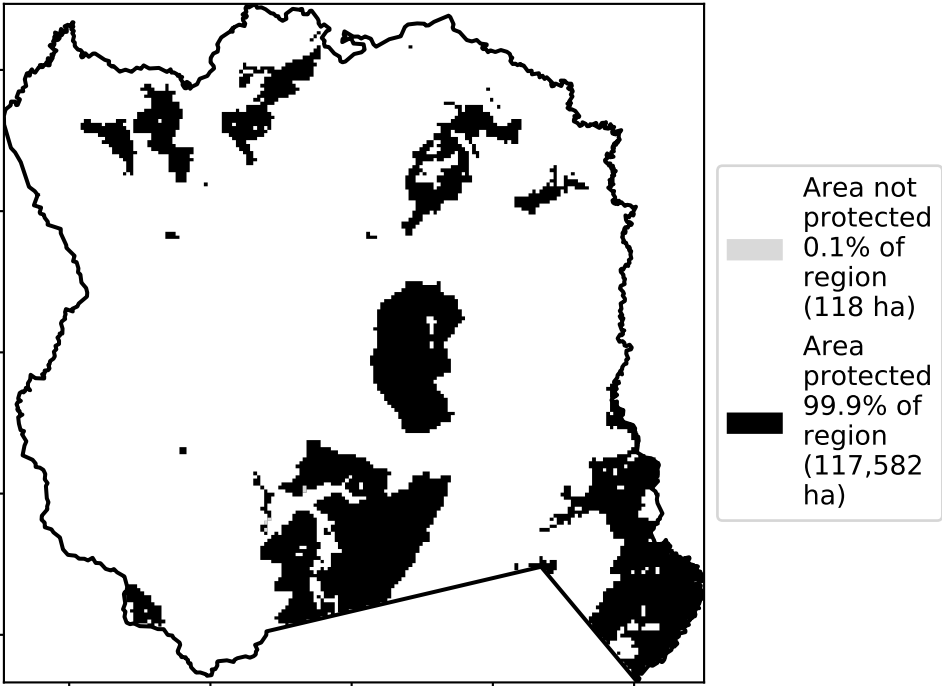 Area not
protected
0.1% of
region
(118 ha)
Area
protected
99.9% of
region
(117,582
ha)